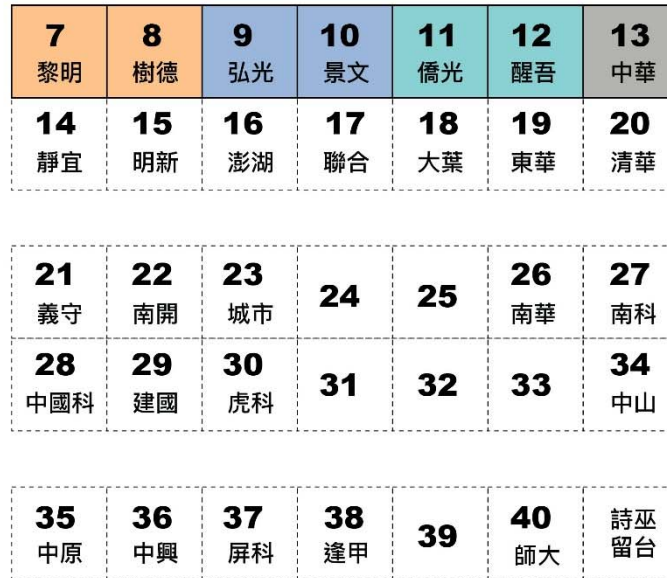 7 8 9 10 11 12 13
黎明 樹德 弘光 景文 僑光 醒吾 中華
14 15 16 17 18 19 20
靜宜 明新 澎湖 聯合 大葉 東華 清華
21 22 23 24 25 26 27
義守 南開 城市 南華 南科
28 29 30 31 32 33 34
中國科 建國 虎科 中山
35 36 37 38 39 40 詩巫
中原 中興 屏科 逢甲 師大 留台